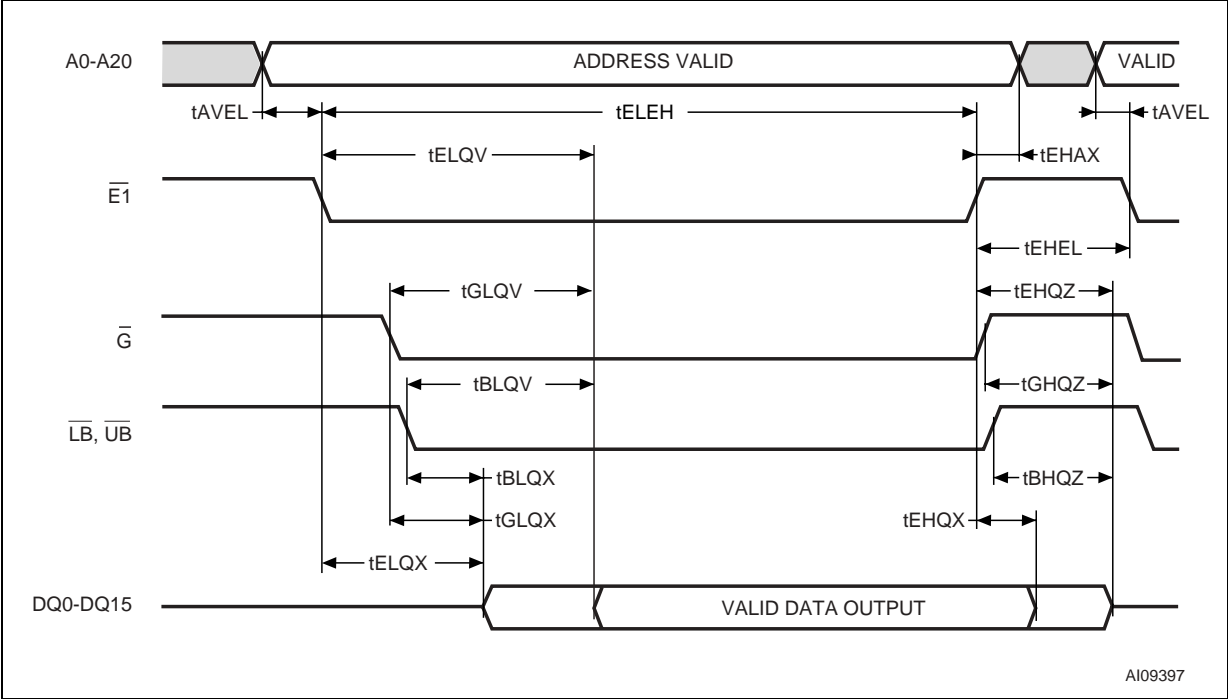 A0-A20
ADDRESS VALID
VALID
tAVEL
tELEH
tAVEL
tELQV
tEHAX
E1
tEHEL
tGLQV
tEHQZ
G
tBLQV
tGHQZ
LB, UB
tBLQX
tBHQZ
tGLQX
tEHQX
tELQX
DQ0-DQ15
VALID DATA OUTPUT
AI09397